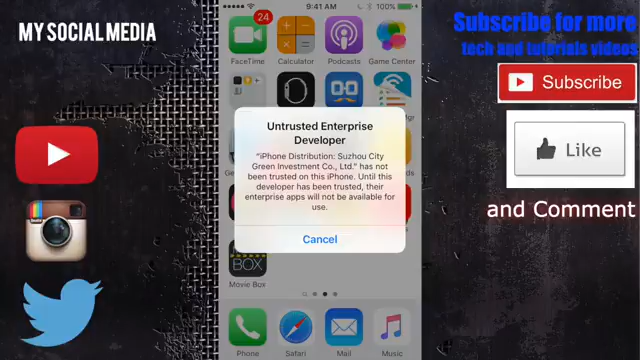 MY SOCIAL MEDIA
9:41 AM
100%
24
FaceTime
Calculator
Podcasts
Game Center
Untrusted Enterprise
Developer
“iPhone Distribution: Suzhou City
Green Investment Co., Ltd.” has not
been trusted on this iPhone. Until this
developer has been trusted, their
enterprise apps will not be available for
use.
Cancel
BOX
Movie Box
Phone
Safari
Mail
Music
Subscribe for more
tech and tutorials videos
Subscribe
Like
and Comment